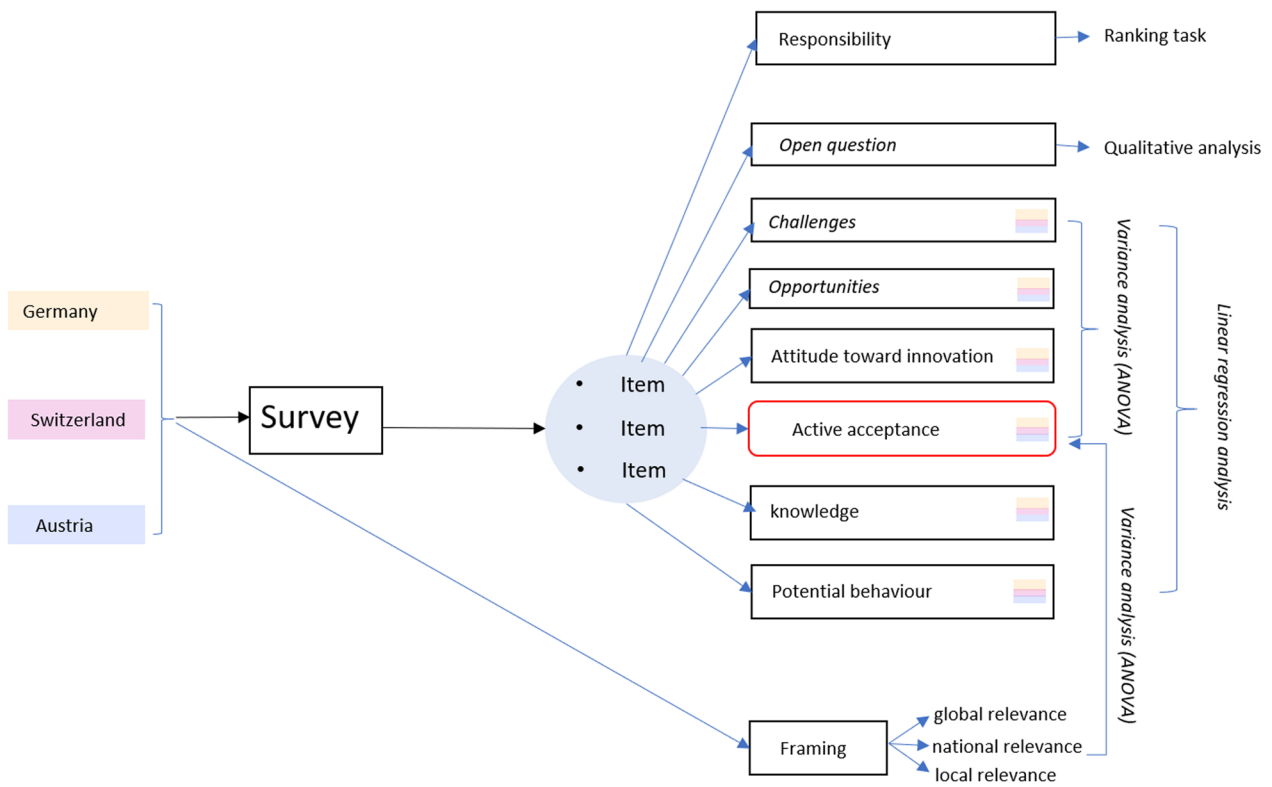 Responsibility
Ranking task
Open question
Qualitative analysis
Challenges
Opportunities
Attitude toward innovation
Active acceptance
knowledge
Potential behaviour
Variance analysis (ANOVA)
Linear regression analysis
Variance analysis (ANOVA)
Germany
Switzerland
Austria
Survey
• Item
• Item
• Item
Framing
global relevance
national relevance
local relevance